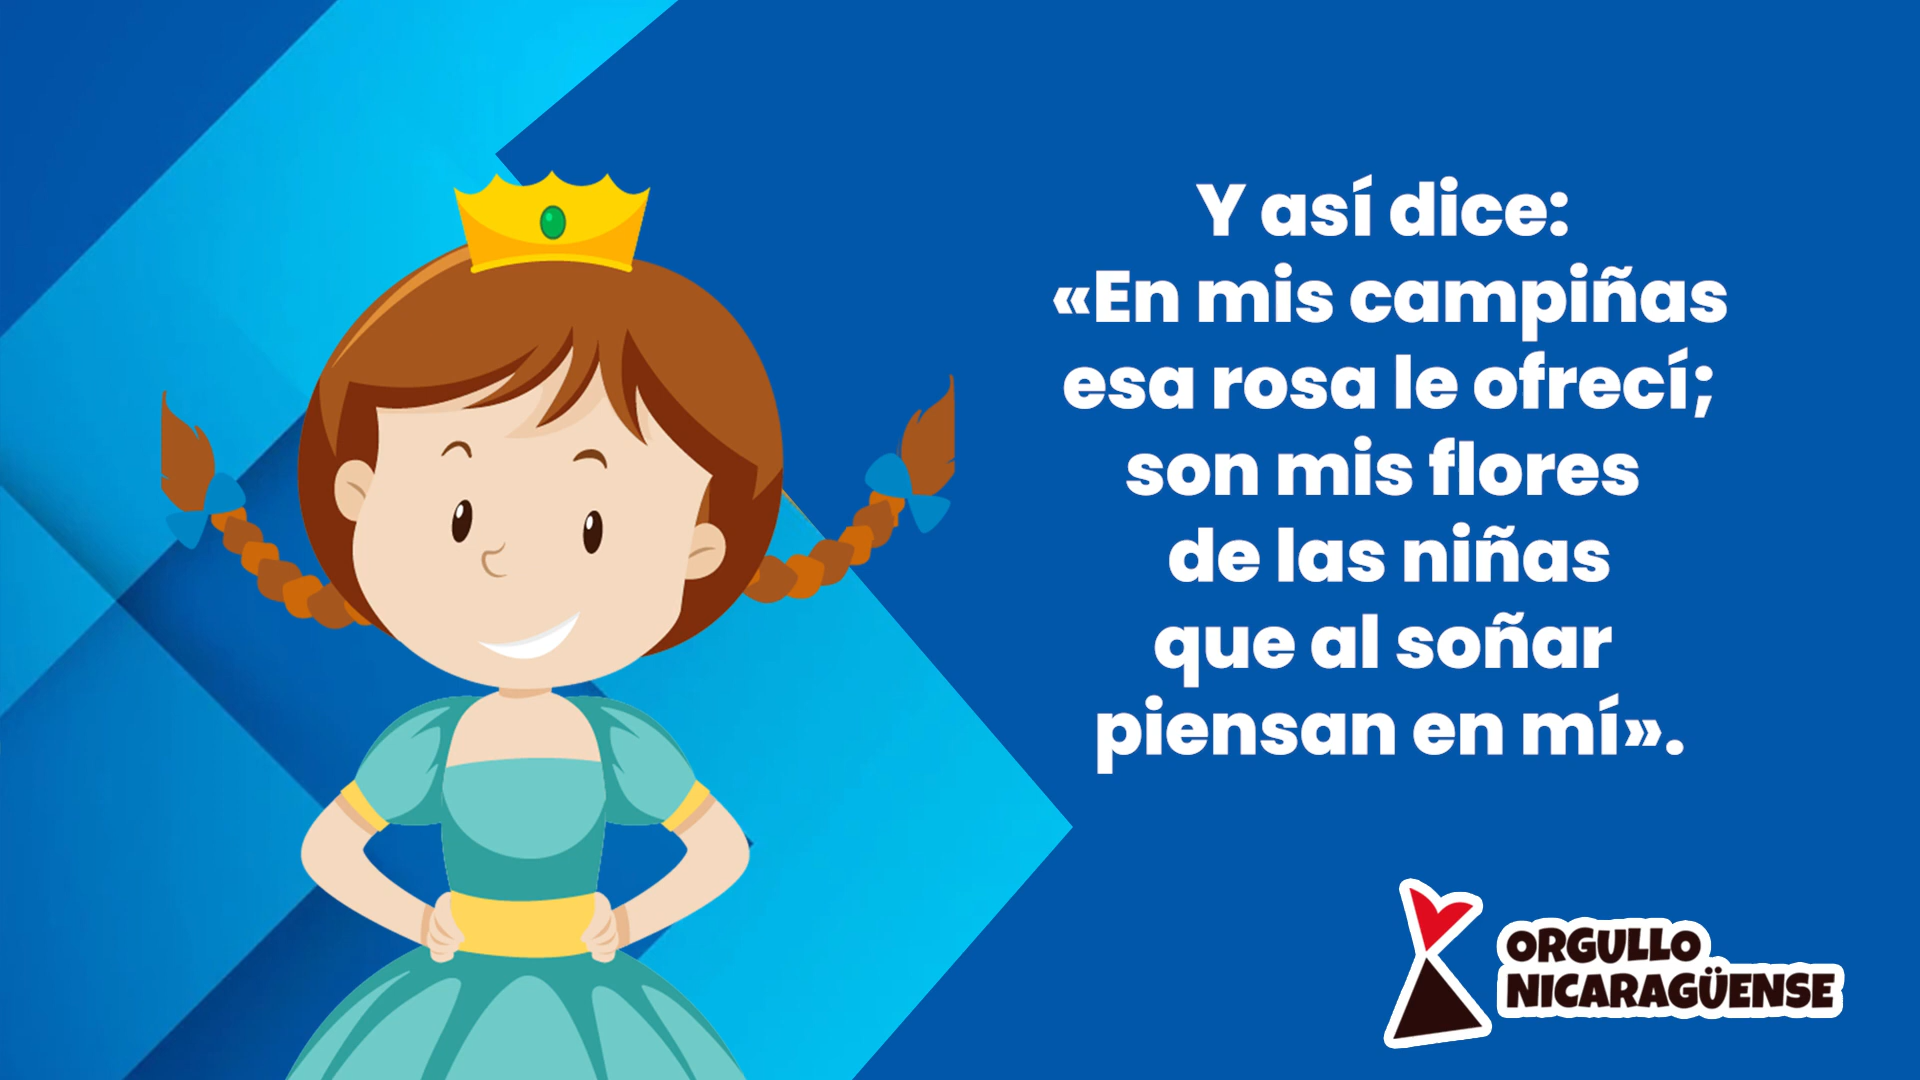 Y así dice:
«En mis campiñas
esa rosa le ofrecí;
son mis flores
de las niñas
que al soñar
piensan en mí».
ORGULLO
NICARAGÜENSE